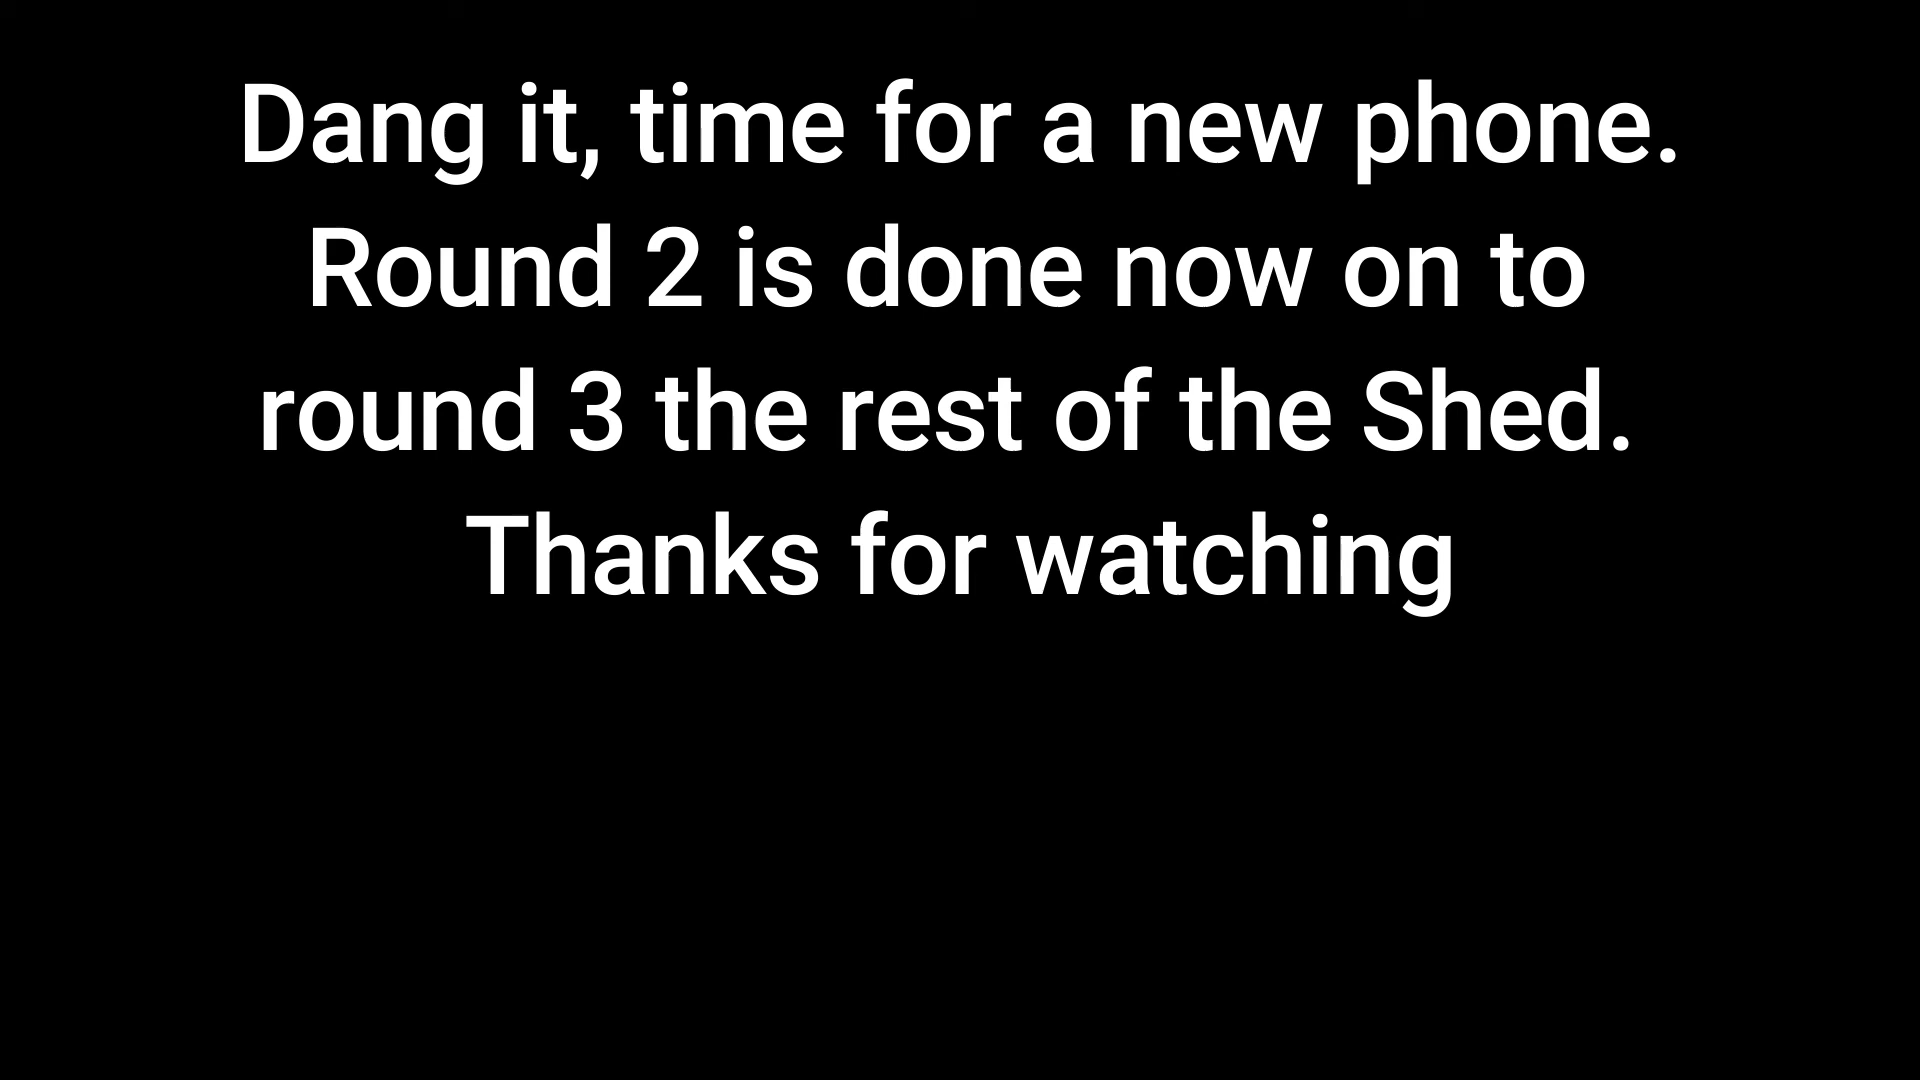 Dang it, time for a new phone.
Round 2 is done now on to
round 3 the rest of the Shed.
Thanks for watching